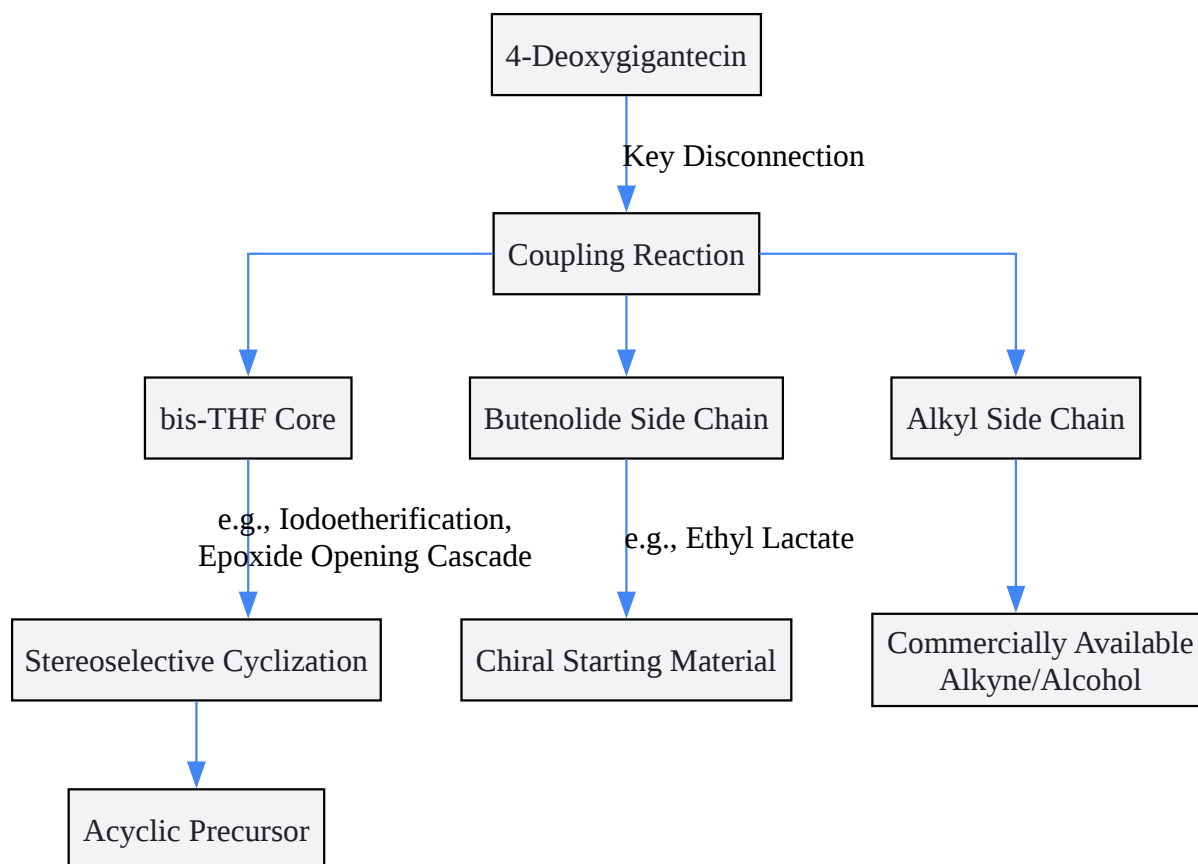 4-Deoxygigantecin
Key Disconnection
Coupling Reaction
bis-THF Core
Butenolide Side Chain
Alkyl Side Chain
e.g., Iodoetherification,
Epoxide Opening Cascade
e.g., Ethyl Lactate
Stereoselective Cyclization
Chiral Starting Material
Commercially Available
Alkyne/Alcohol
Acyclic Precursor